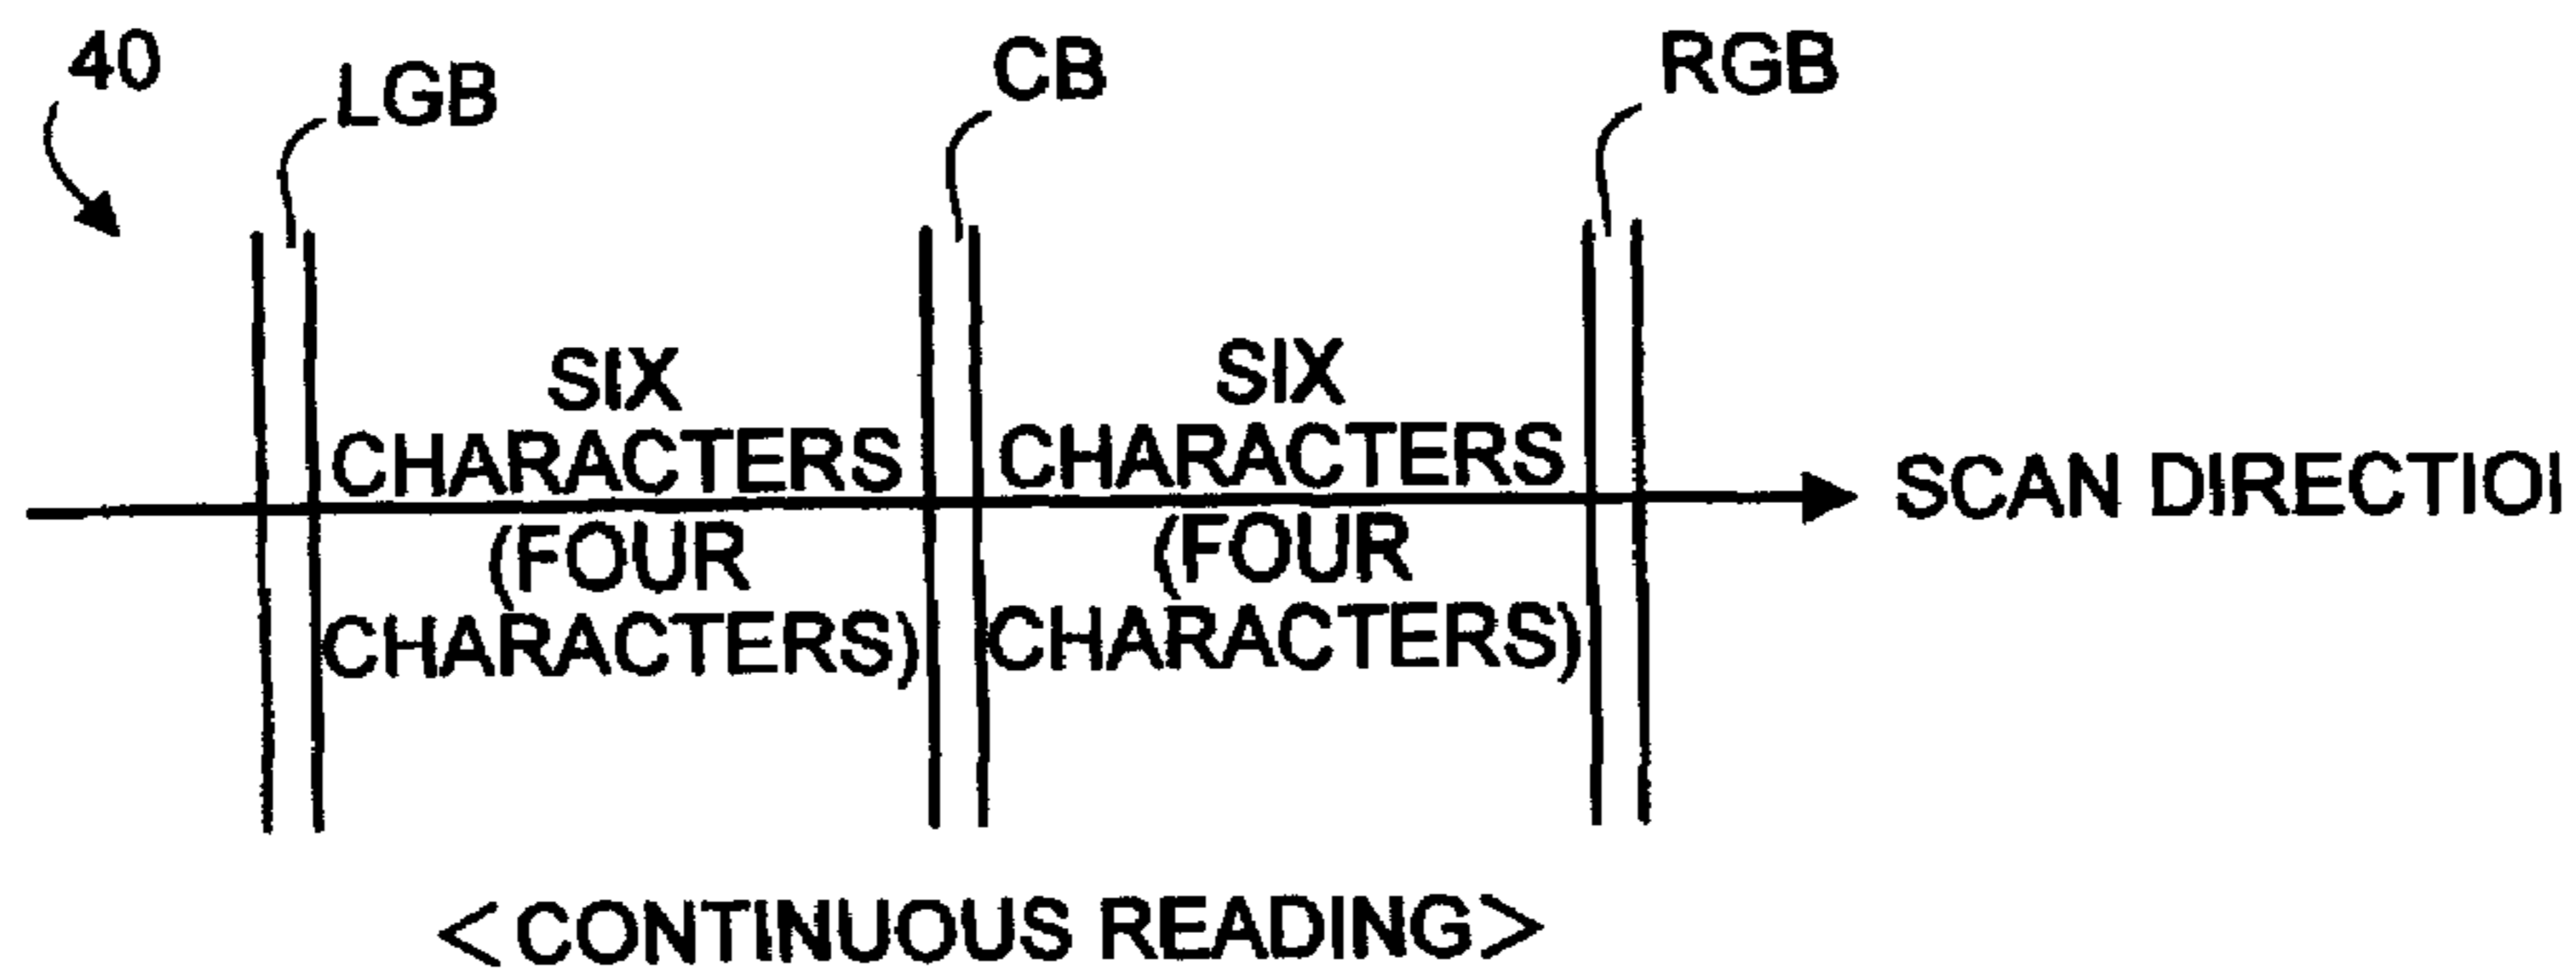 40
LGB
CB
RGB
SIX
CHARACTERS
(FOUR
CHARACTERS)
SIX
CHARACTERS
(FOUR
CHARACTERS)
SCAN DIRECTIOI
<CONTINUOUS READING>